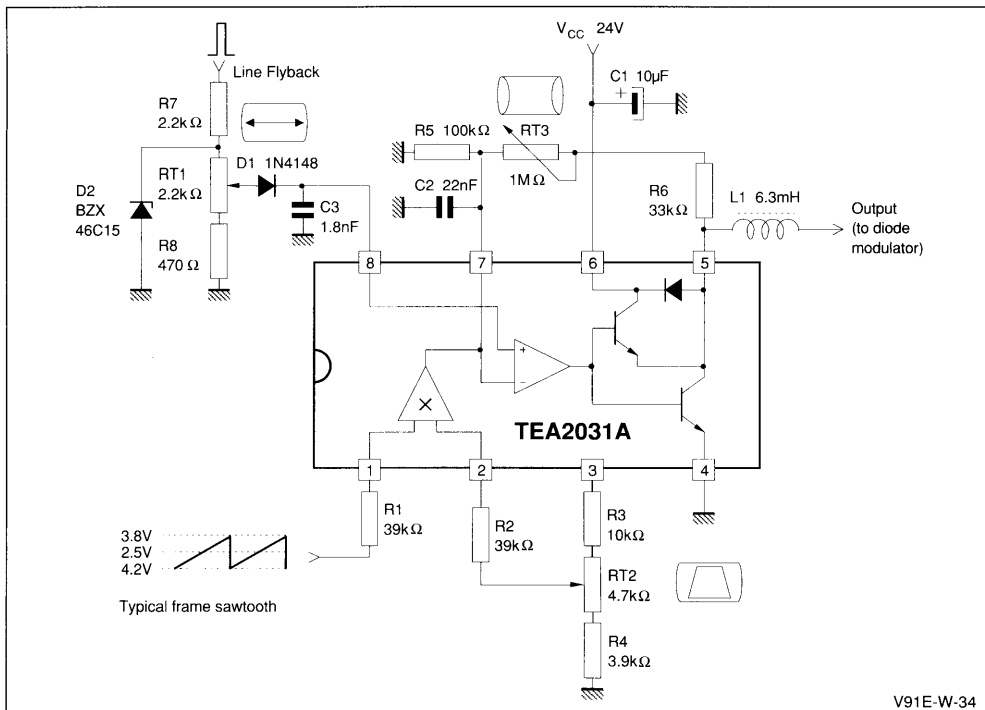 V CC 24V
Line Flyback
C1 10µF
+
R7
2.2kΩ
R5 100kΩ
RT3
D1 1N4148
1MΩ
RT1
2.2kΩ
D2
BZX
46C15
C2 22nF
C3
1.8nF
R6
33kΩ
L1 6.3mH
Output
(to diode
modulator)
R8
470 Ω
8
7
6
5
+
−
×
TEA2031A
1
2
3
4
R1
39kΩ
R2
39kΩ
R3
10kΩ
3.8V
2.5V
4.2V
RT2
4.7kΩ
Typical frame sawtooth
R4
3.9kΩ
V91E-W-34